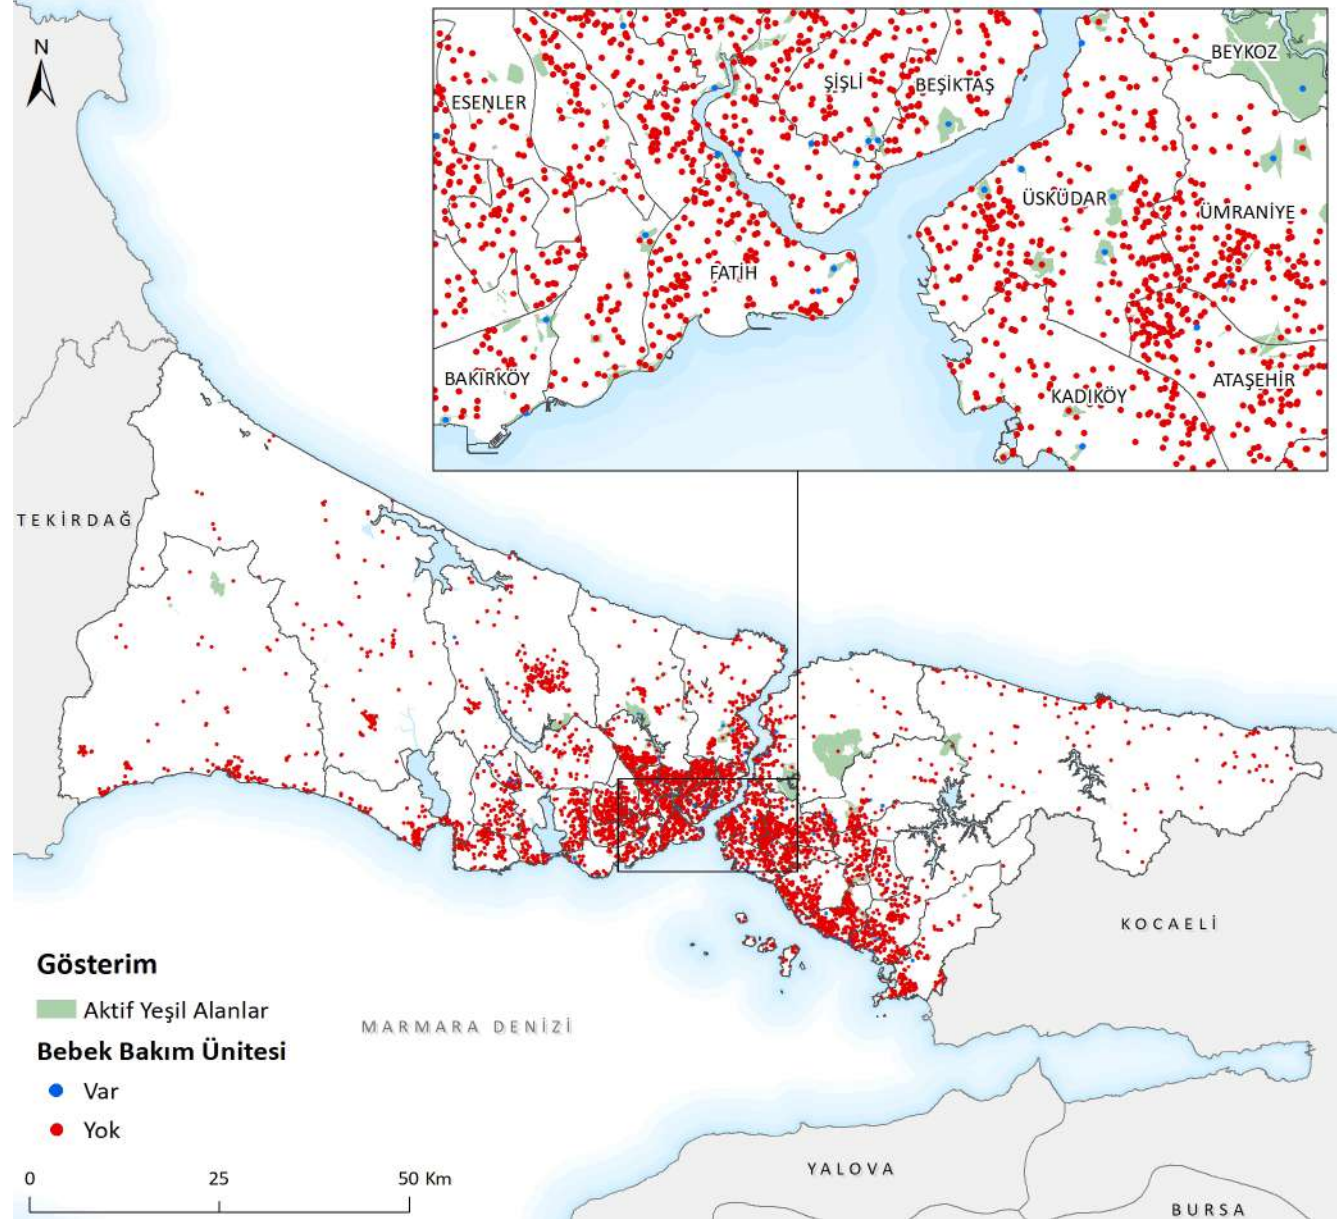 N
ESENLER
ŞİŞLİ
BEŞİKTAŞ
BEYKOZ
ÜSKÜDAR
ÜMRANİYE
FATİH
BAKIRKÖY
KADIKÖY
ATAŞEHİR
TEKİRDAĞ
KOCAELİ
MARMARA DENİZİ
YALOVA
BURSA
Gösterim
Aktif Yeşil Alanlar
Bebek Bakım Ünitesi
Var
Yok
0 25 50 Km